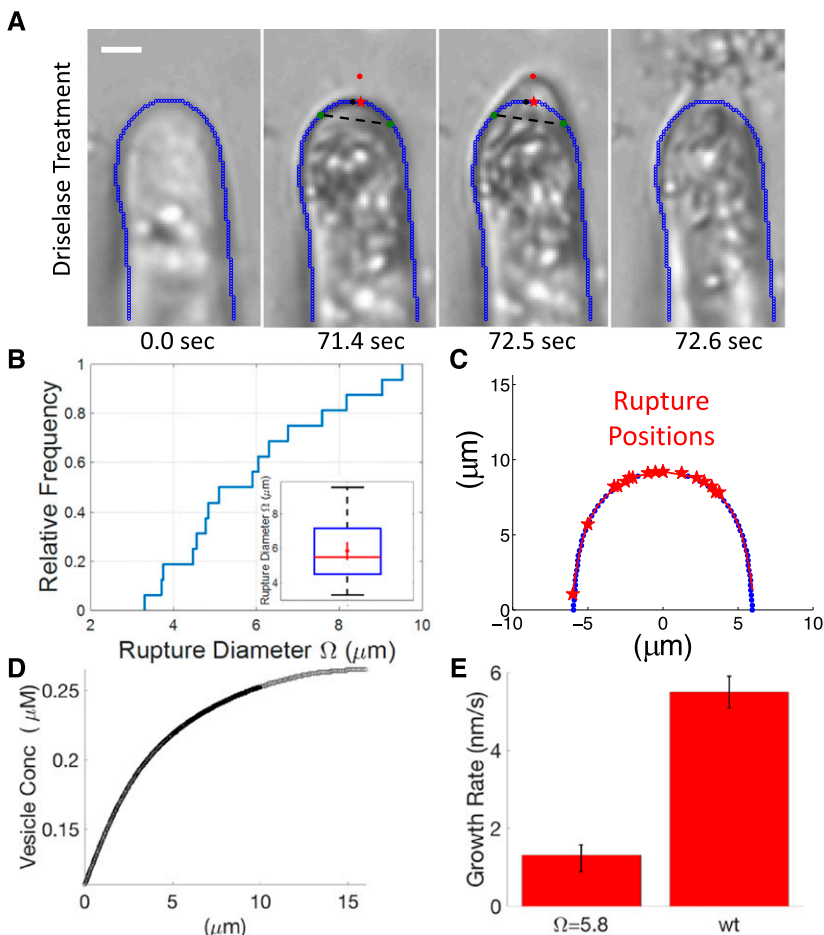 A
Driselase Treatment
0.0 sec
71.4 sec
72.5 sec
72.6 sec
B
Relative Frequency
1
0.8
0.6
0.4
0.2
0
2
4
6
8
10
Rupture Diameter Ω (μm)
Rupture Diameter Ω (μm)
8
6
4
C
(μm)
15
10
5
0
−10
−5
0
5
10
(μm)
Rupture
Positions
D
Vesicle Conc ( μM)
0.25
0.2
0.15
0
5
10
15
(μm)
E
Growth Rate (nm/s)
6
4
2
0
Ω=5.8
wt